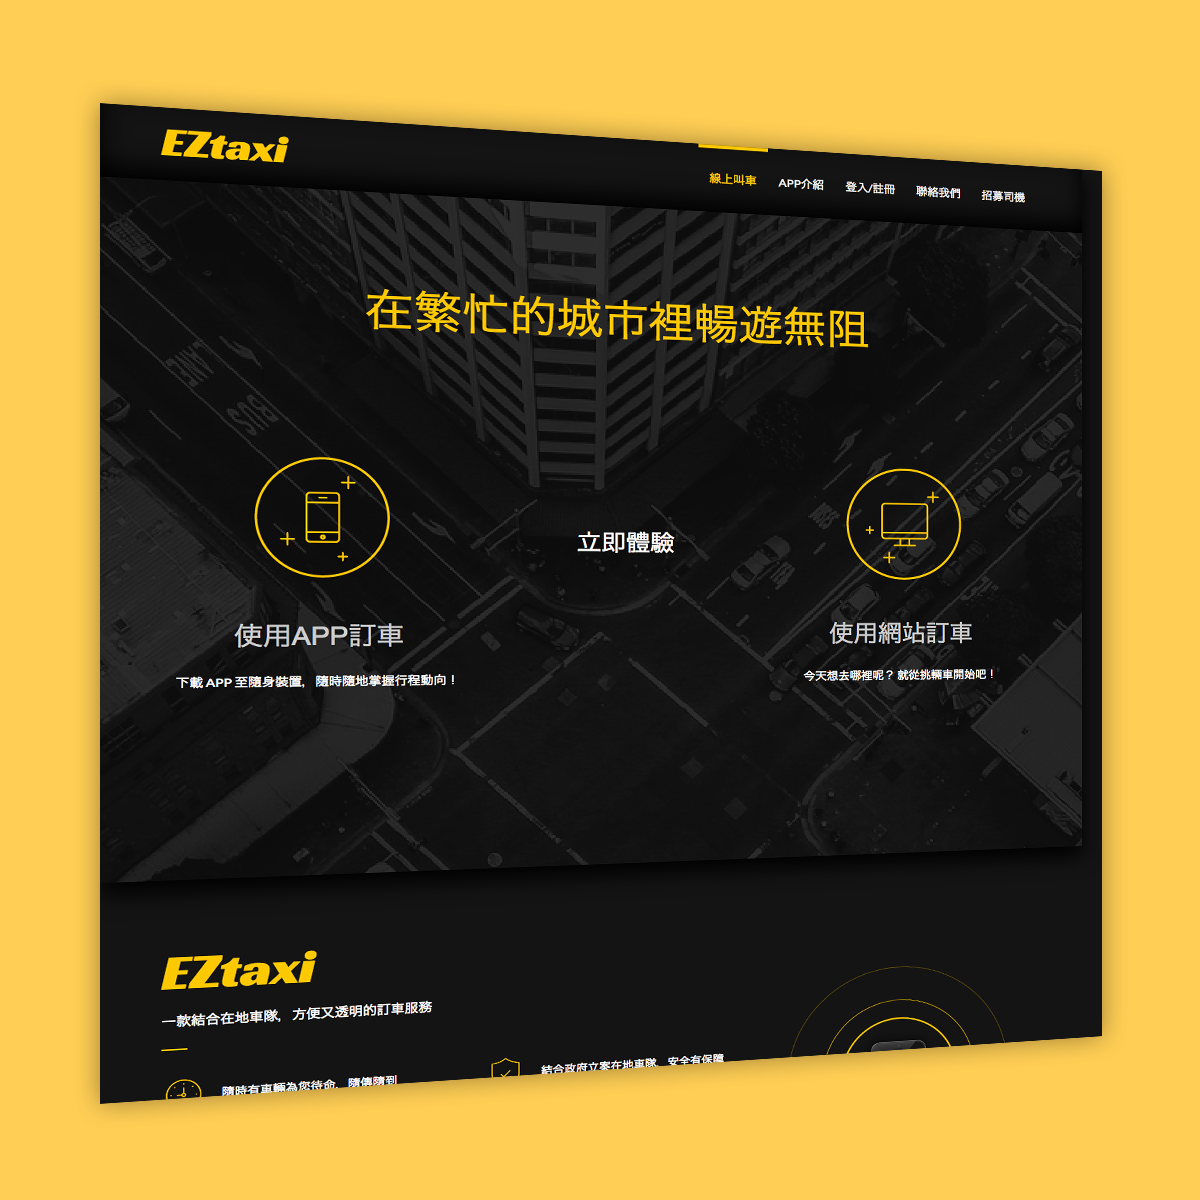 EZtaxi
線上叫車 APP介紹 登入/註冊 聯絡我們 招募司機
在繁忙的城市裡暢遊無阻
立即體驗
使用APP訂車
下載 APP 至隨身裝置，隨時隨地掌握行程動向！
使用網站訂車
今天想去哪裡呢？ 就從挑輛車開始吧！
EZtaxi
一款結合在地車隊，方便又透明的訂車服務
隨時有車輛為您待命，隨傳隨到
結合政府立案在地車隊，安全有保障